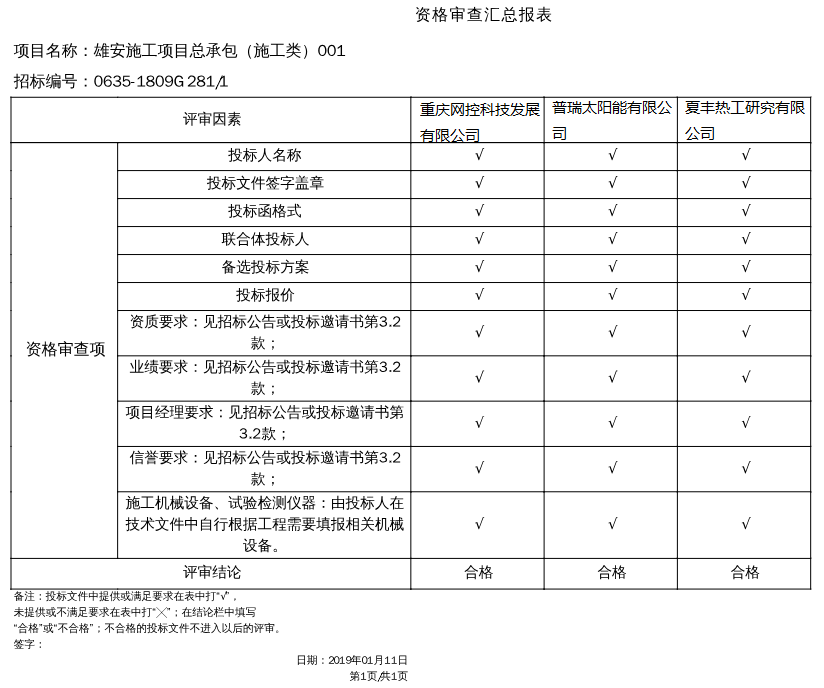 资格审查汇总报表
项目名称：雄安施工项目总承包（施工类）001
招标编号：0635-1809G281/1
评审因素
重庆网控科技发展
有限公司
普瑞太阳能有限公
司
夏丰热工研究有限
公司
资格审查项
投标人名称 √ √ √
投标文件签字盖章 √ √ √
投标函格式 √ √ √
联合体投标人 √ √ √
备选投标方案 √ √ √
投标报价 √ √ √
资质要求：见招标公告或投标邀请书第3.2
款； √ √ √
业绩要求：见招标公告或投标邀请书第3.2
款； √ √ √
项目经理要求：见招标公告或投标邀请书第
3.2款； √ √ √
信誉要求：见招标公告或投标邀请书第3.2
款； √ √ √
施工机械设备、试验检测仪器：由投标人在
技术文件中自行根据工程需要填报相关机械 √ √ √
设备。
评审结论 合格 合格 合格
备注：投标文件中提供或满足要求在表中打“√”，
未提供或不满足要求在表中打“╳”；在结论栏中填写
“合格”或“不合格”；不合格的投标文件不进入以后的评审。
签字：
日期：2019年01月11日
第1页/共1页